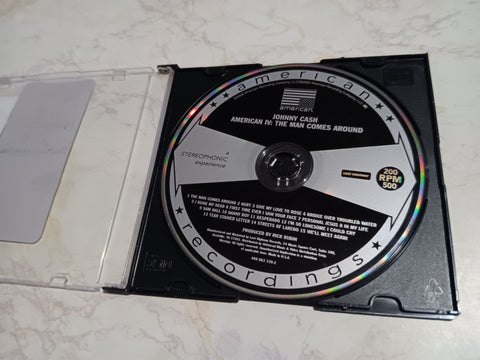 american
american
JOHNNY CASH
AMERICAN IV: THE MAN COMES AROUND
A STEREOPHONIC
experience
LOST HIGHWAY
200
RPM
500
1 THE MAN COMES AROUND 2 HURT 3 GIVE MY LOVE TO ROSE 4 BRIDGE OVER TROUBLED WATER
5 I HUNG MY HEAD 6 FIRST TIME EVER I SAW YOUR FACE 7 PERSONAL JESUS 8 IN MY LIFE
9 SAM HALL 10 DANNY BOY 11 DESPERADO 12 I'M SO LONESOME I COULD CRY
13 TEAR STAINED LETTER 14 STREETS OF LAREDO 15 WE'LL MEET AGAIN
PRODUCED BY RICK RUBIN
recordings